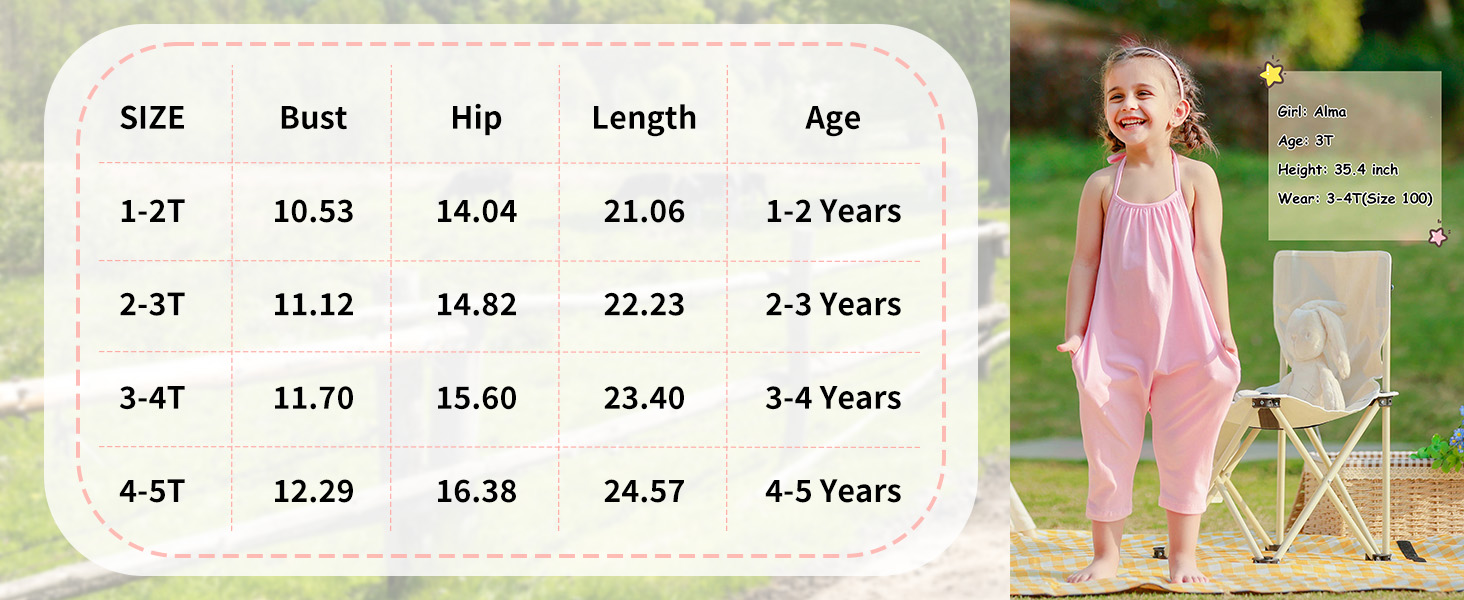 SIZE Bust Hip Length Age
1-2T 10.53 14.04 21.06 1-2 Years
2-3T 11.12 14.82 22.23 2-3 Years
3-4T 11.70 15.60 23.40 3-4 Years
4-5T 12.29 16.38 24.57 4-5 Years
Girl: Alma
Age: 3T
Height: 35.4 inch
Wear: 3-4T(Size 100)